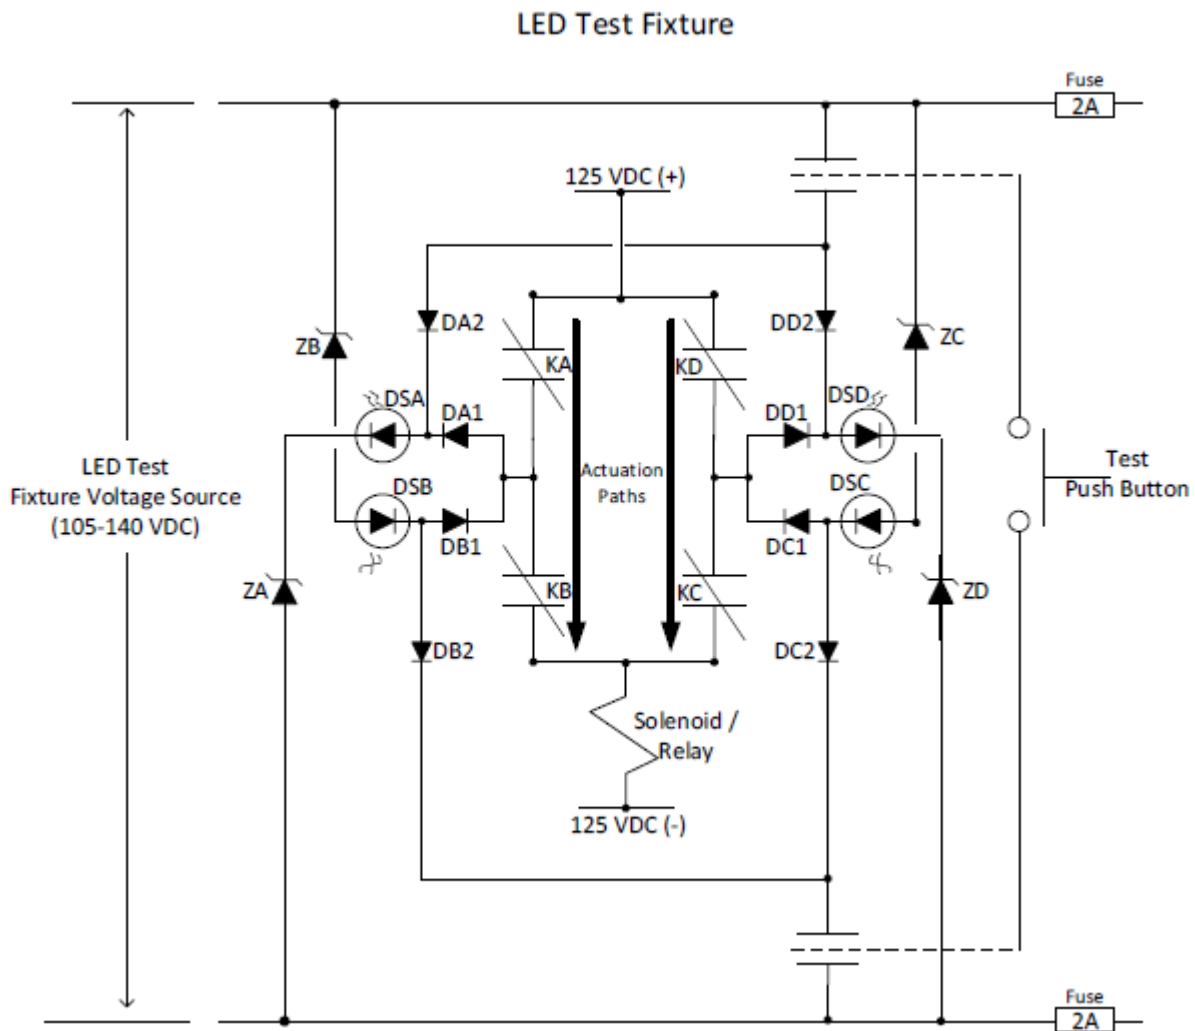 LED Test Fixture
Fuse
2A
125 VDC (+)
DA2
DD2
ZB
ZC
KA
KD
DSA
DA1
DD1
DSD
LED Test
Fixture Voltage Source
(105-140 VDC)
Actuation
Paths
Test
Push Button
DSB
DSC
DB1
DC1
ZA
KB
KC
ZD
DB2
DC2
Solenoid /
Relay
125 VDC (-)
Fuse
2A